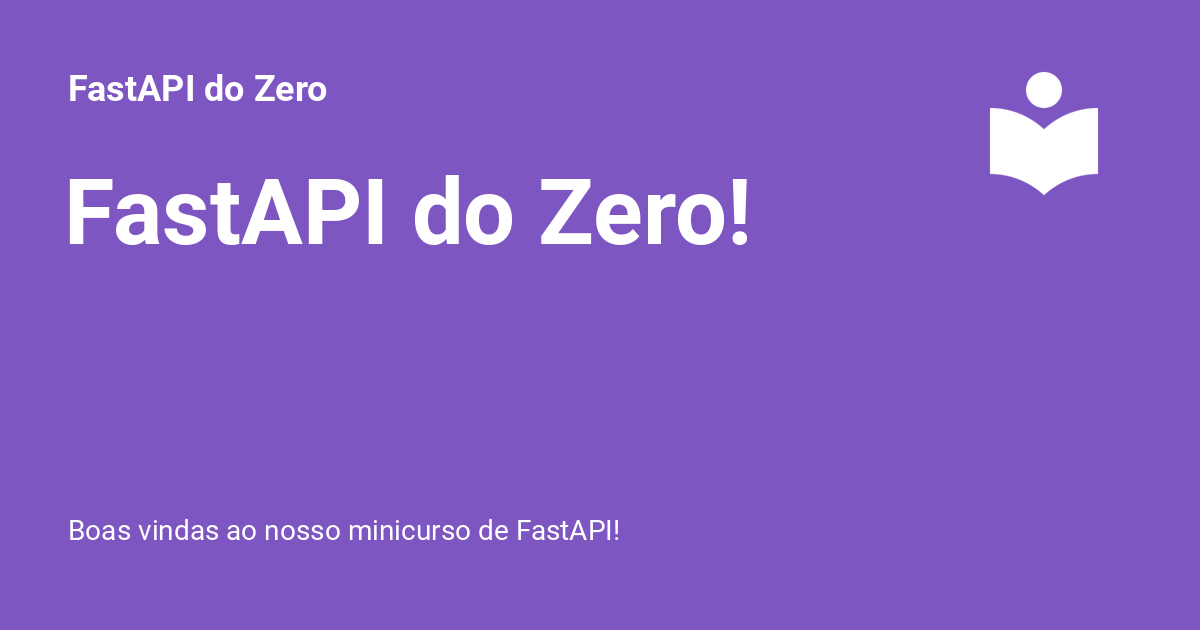 FastAPI do Zero
FastAPI do Zero!
Boas vindas ao nosso minicurso de FastAPI!